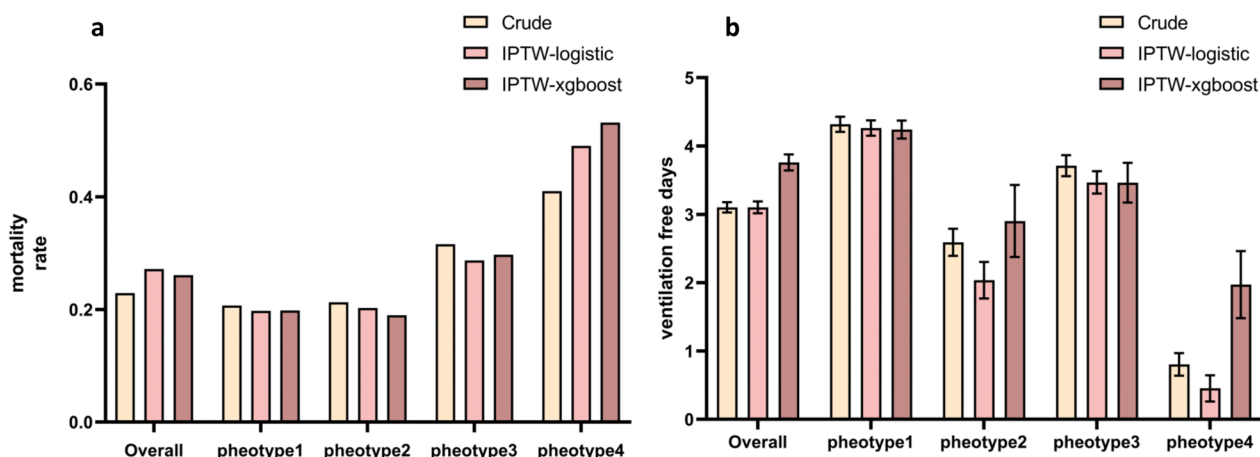 a
Crude
IPTW-logistic
IPTW-xgboost
0.6
0.4
0.2
0.0
mortality
rate
Overall
pheotype1
pheotype2
pheotype3
pheotype4
b
Crude
IPTW-logistic
IPTW-xgboost
5
4
3
2
1
0
ventilation free days
Overall
pheotype1
pheotype2
pheotype3
pheotype4